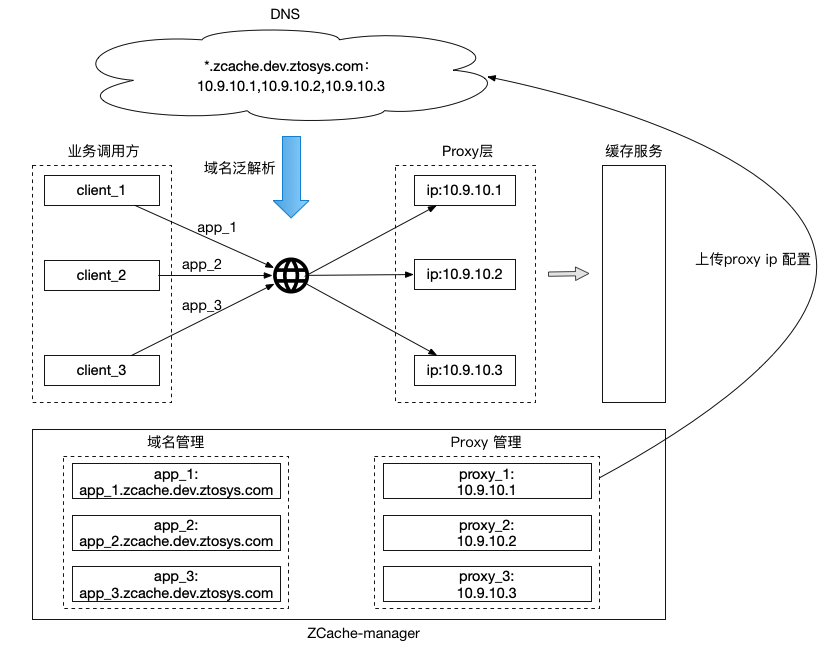 DNS
*.zcache.dev.ztosys.com：
10.9.10.1,10.9.10.2,10.9.10.3
业务调用方
域名泛解析
Proxy层
缓存服务
client_1
app_1
ip:10.9.10.1
client_2
app_2
ip:10.9.10.2
上传proxy ip 配置
app_3
client_3
ip:10.9.10.3
域名管理
Proxy 管理
app_1:
app_1.zcache.dev.ztosys.com
proxy_1:
10.9.10.1
app_2:
app_2.zcache.dev.ztosys.com
proxy_2:
10.9.10.2
app_3:
app_3.zcache.dev.ztosys.com
proxy_3:
10.9.10.3
ZCache-manager